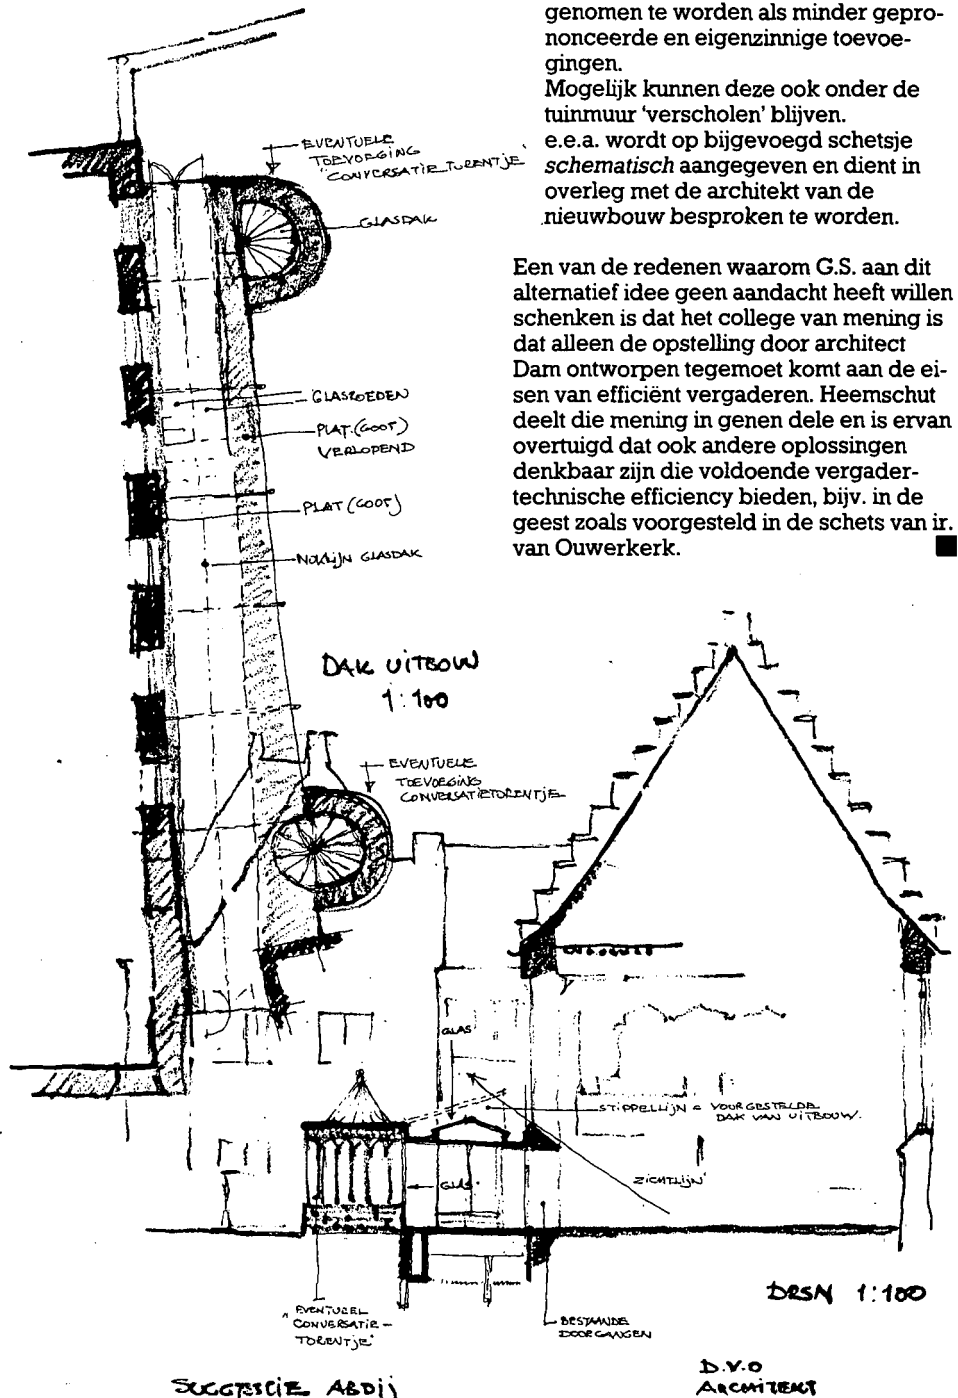 genomen te worden als minder gepro-
nonceerde en eigenzinnige toevoe-
gingen.
Mogelijk kunnen deze ook onder de
tuinmuur 'verscholen' blijven.
e.e.a. wordt op bijgevoegd schetsje
schematisch aangegeven en dient in
overleg met de architekt van de
nieuwbouw besproken te worden.
Een van de redenen waarom G.S. aan dit
alternatief idee geen aandacht heeft willen
schenken is dat het college van mening is
dat alleen de opstelling door architect
Dam ontworpen tegemoet komt aan de ei-
sen van efficiënt vergaderen. Heemschut
deelt die mening in genen dele en is ervan
overtuigd dat ook andere oplossingen
denkbaar zijn die voldoende vergader-
technische efficiency bieden, bijv. in de
geest zoals voorgesteld in de schets van ir.
van Ouwerkerk.
EVENTUELE
TOEVOEGING
'CONVERSATIE TORENTJE'
GLASDAK
GLASROEDEN
PLAT (GOOT)
VERLOPEND
PLAT (GOOT)
NOKLIJN GLASDAK
DAK UITBOUW
1:100
EVENTUELE
TOEVOEGING
CONVERSATIETORENTJE
GLAS
STIPPELLIJN = VOORGESTELDE
DAK VAN UITBOUW.
ZICHTLIJN
GLAS
DRSN 1:100
"EVENTUEEL
CONVERSATIE-
TORENTJE"
BESTAANDE
DOORGANGEN
SUGGESTIE ABDIJ
D.V.O
ARCHITEKT